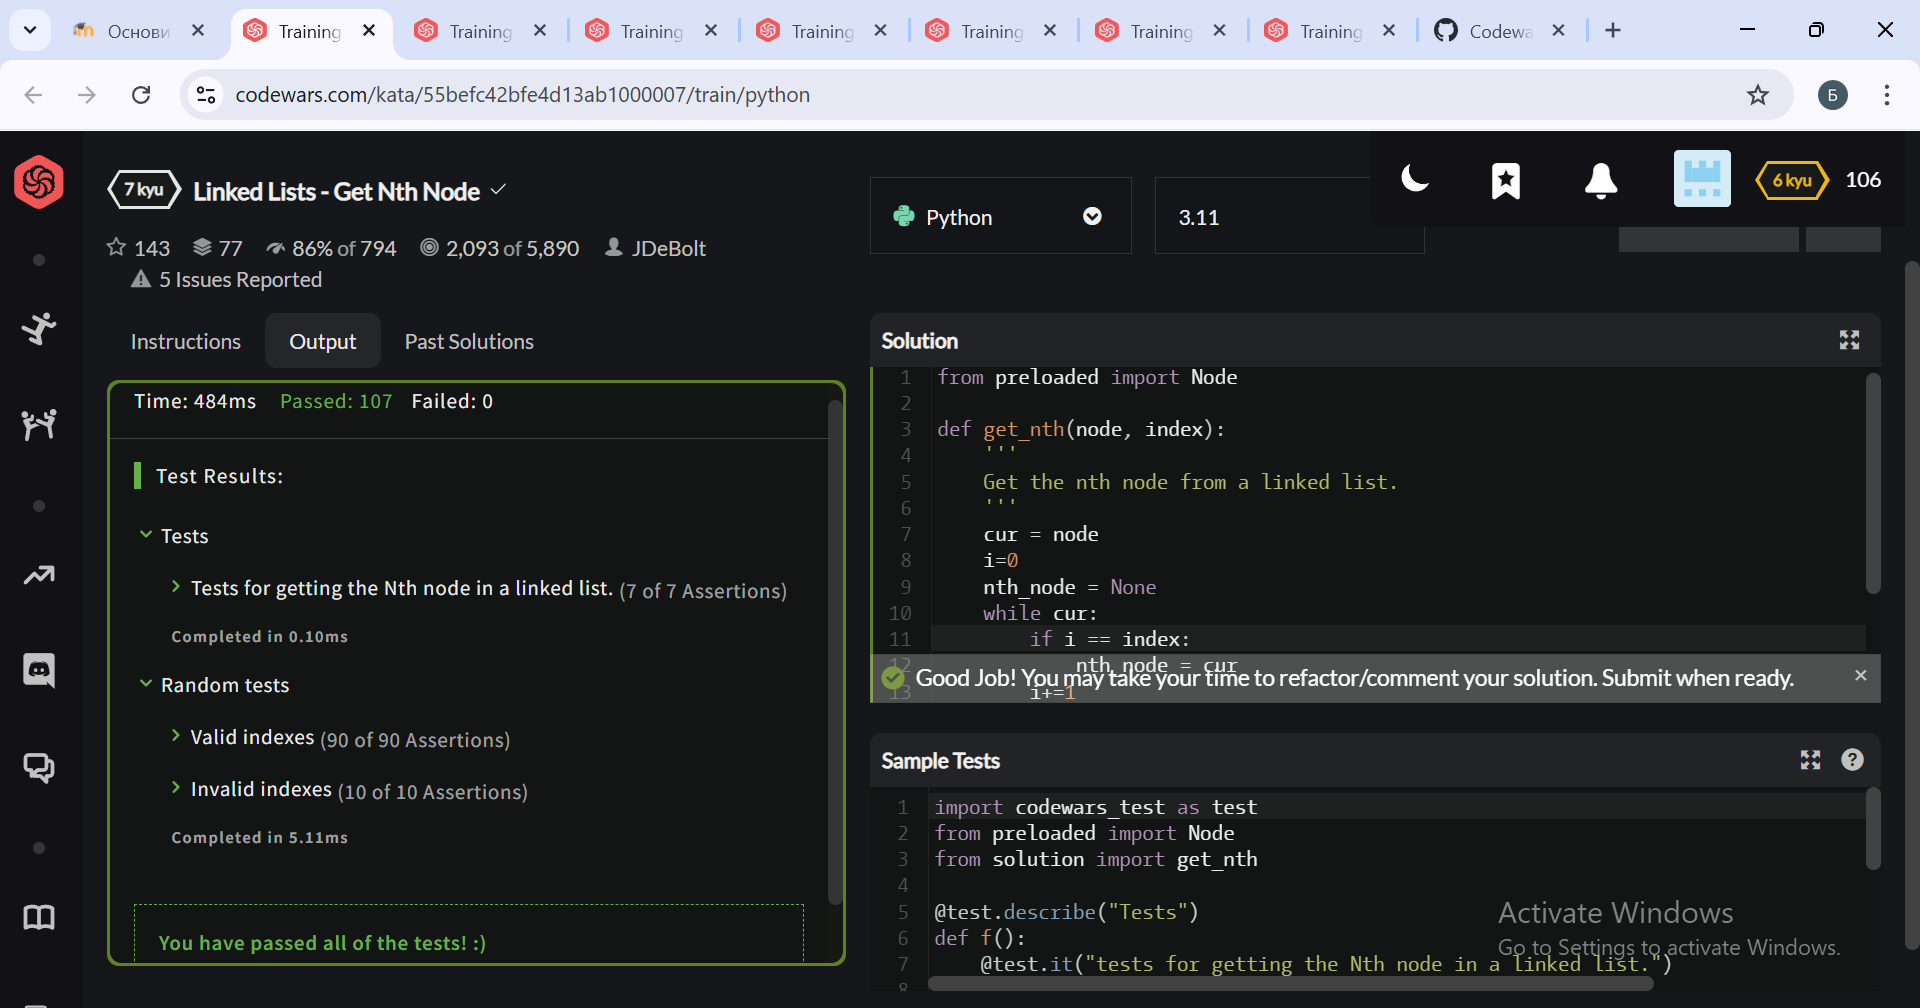 Основи
Training
Training
Training
Training
Training
Training
Training
Codewa
codewars.com/kata/55befc42bfe4d13ab1000007/train/python
Б
7 kyu
Linked Lists - Get Nth Node
143
77
86% of 794
2,093 of 5,890
JDeBolt
5 Issues Reported
Python
3.11
6 kyu
106
Instructions
Output
Past Solutions
Time: 484ms Passed: 107 Failed: 0
Test Results:
Tests
Tests for getting the Nth node in a linked list. (7 of 7 Assertions)
Completed in 0.10ms
Random tests
Valid indexes (90 of 90 Assertions)
Invalid indexes (10 of 10 Assertions)
Completed in 5.11ms
You have passed all of the tests! :)
Solution
1 from preloaded import Node
2
3 def get_nth(node, index):
4 '''
5 Get the nth node from a linked list.
6 '''
7 cur = node
8 i=0
9 nth_node = None
10 while cur:
11 if i == index:
12 nth_node = cur
13 i+=1
Good Job! You may take your time to refactor/comment your solution. Submit when ready.
Sample Tests
1 import codewars_test as test
2 from preloaded import Node
3 from solution import get_nth
4
5 @test.describe("Tests")
6 def f():
7 @test.it("tests for getting the Nth node in a linked list.")
8
Activate Windows
Go to Settings to activate Windows.